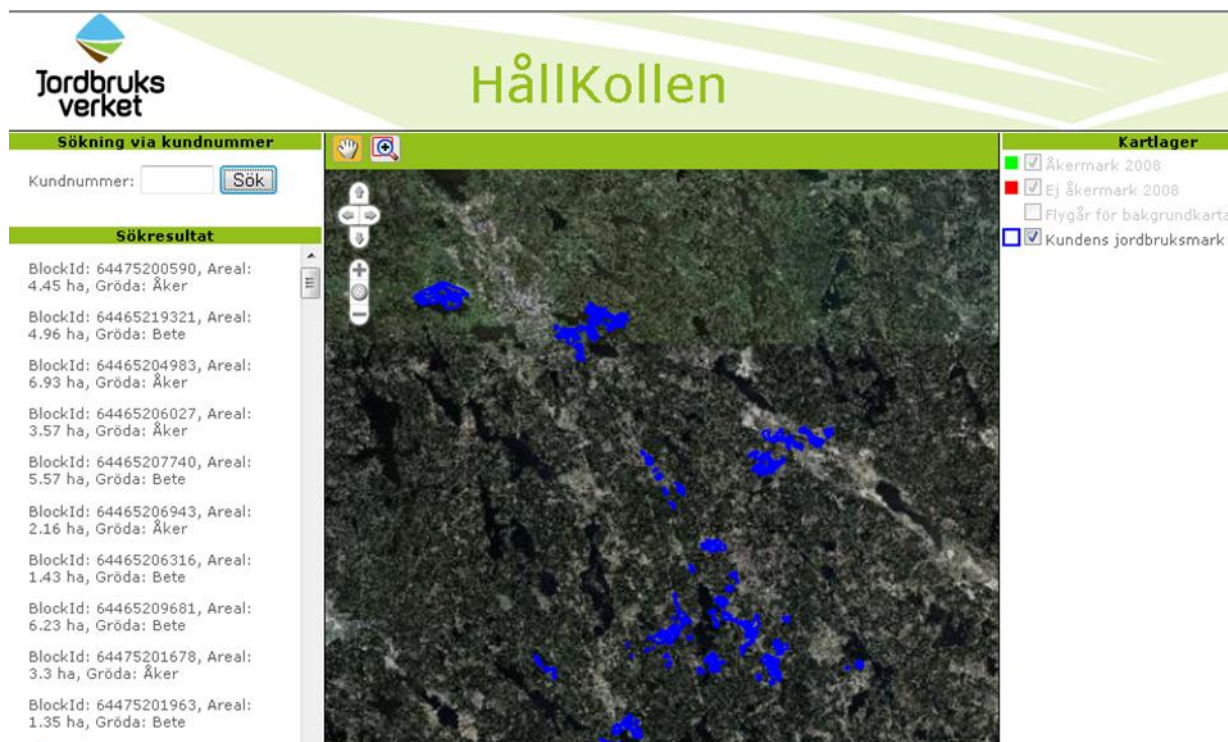 Jordbruks
verket
HållKollen
Sökning via kundnummer
Kundnummer:
Sök
Sökresultat
BlockId: 64475200590, Areal:
4.45 ha, Gröda: Åker
BlockId: 64465219321, Areal:
4.96 ha, Gröda: Bete
BlockId: 64465204983, Areal:
6.93 ha, Gröda: Åker
BlockId: 64465206027, Areal:
3.57 ha, Gröda: Åker
BlockId: 64465207740, Areal:
5.57 ha, Gröda: Bete
BlockId: 64465206943, Areal:
2.16 ha, Gröda: Åker
BlockId: 64465206316, Areal:
1.43 ha, Gröda: Bete
BlockId: 64465209681, Areal:
6.23 ha, Gröda: Bete
BlockId: 64475201678, Areal:
3.3 ha, Gröda: Åker
BlockId: 64475201963, Areal:
1.35 ha, Gröda: Bete
Kartlager
Åkermark 2008
Ej åkermark 2008
Flygår för bakgrundkarta
Kundens jordbruksmark